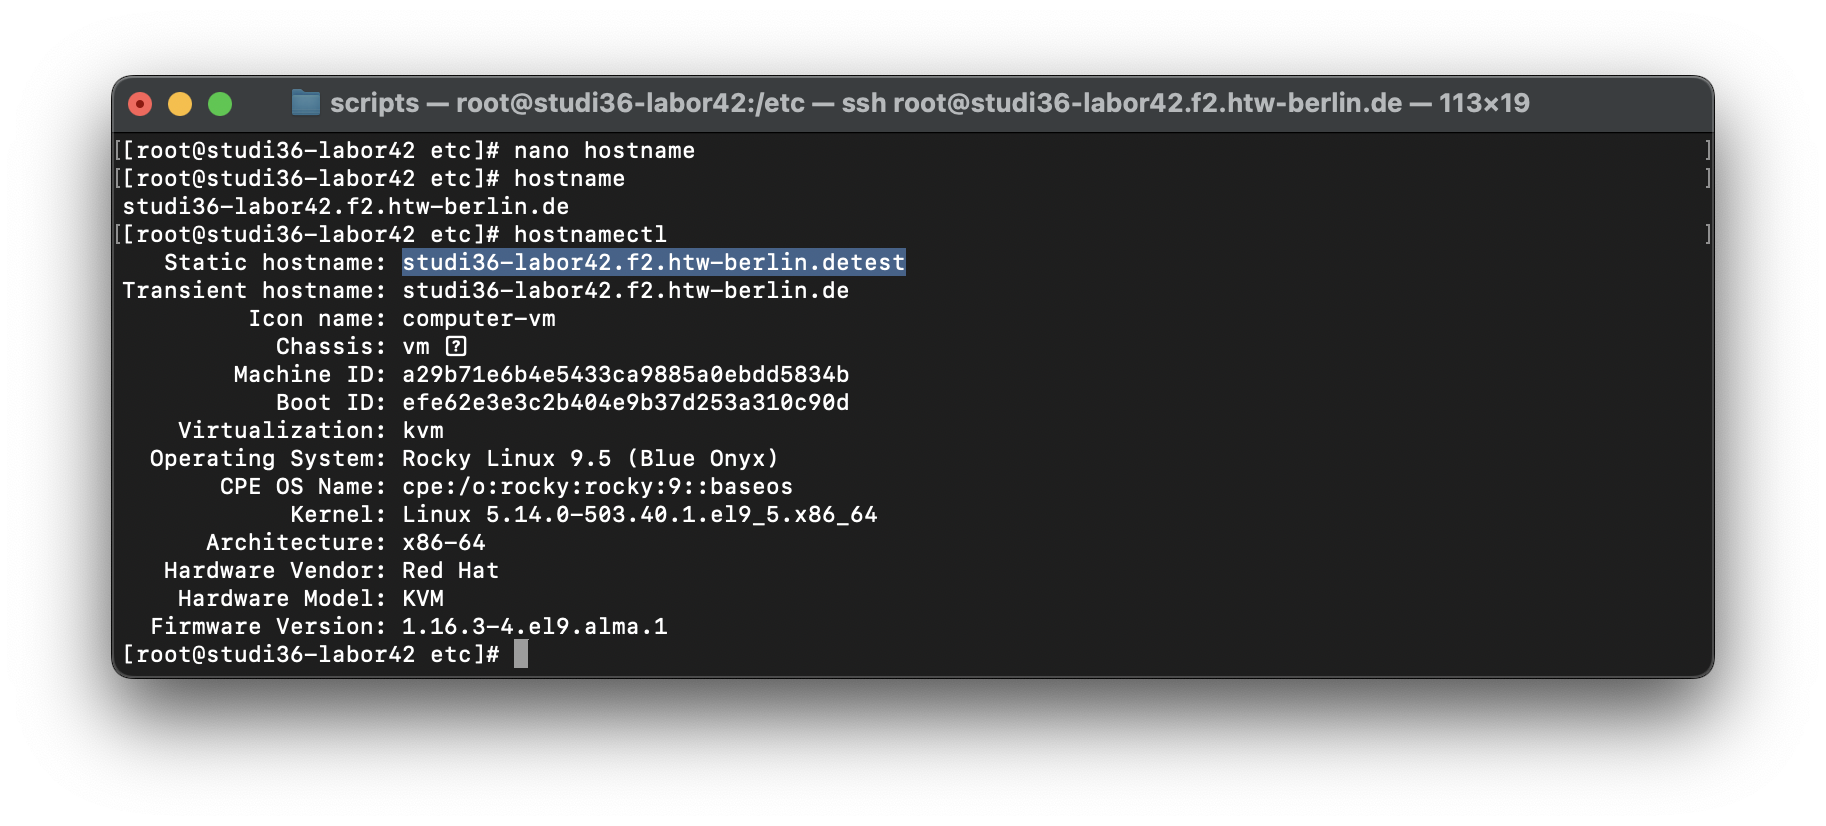 scripts — root@studi36-labor42:/etc — ssh root@studi36-labor42.f2.htw-berlin.de — 113×19
[[root@studi36-labor42 etc]# nano hostname ]
[[root@studi36-labor42 etc]# hostname ]
studi36-labor42.f2.htw-berlin.de
[[root@studi36-labor42 etc]# hostnamectl ]
Static hostname: studi36-labor42.f2.htw-berlin.detest
Transient hostname: studi36-labor42.f2.htw-berlin.de
Icon name: computer-vm
Chassis: vm ⍰
Machine ID: a29b71e6b4e5433ca9885a0ebdd5834b
Boot ID: efe62e3e3c2b404e9b37d253a310c90d
Virtualization: kvm
Operating System: Rocky Linux 9.5 (Blue Onyx)
CPE OS Name: cpe:/o:rocky:rocky:9::baseos
Kernel: Linux 5.14.0-503.40.1.el9_5.x86_64
Architecture: x86-64
Hardware Vendor: Red Hat
Hardware Model: KVM
Firmware Version: 1.16.3-4.el9.alma.1
[root@studi36-labor42 etc]#